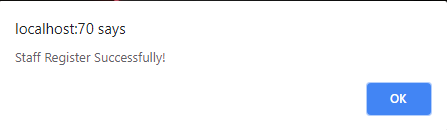 localhost:70 says
Staff Register Successfully!
OK